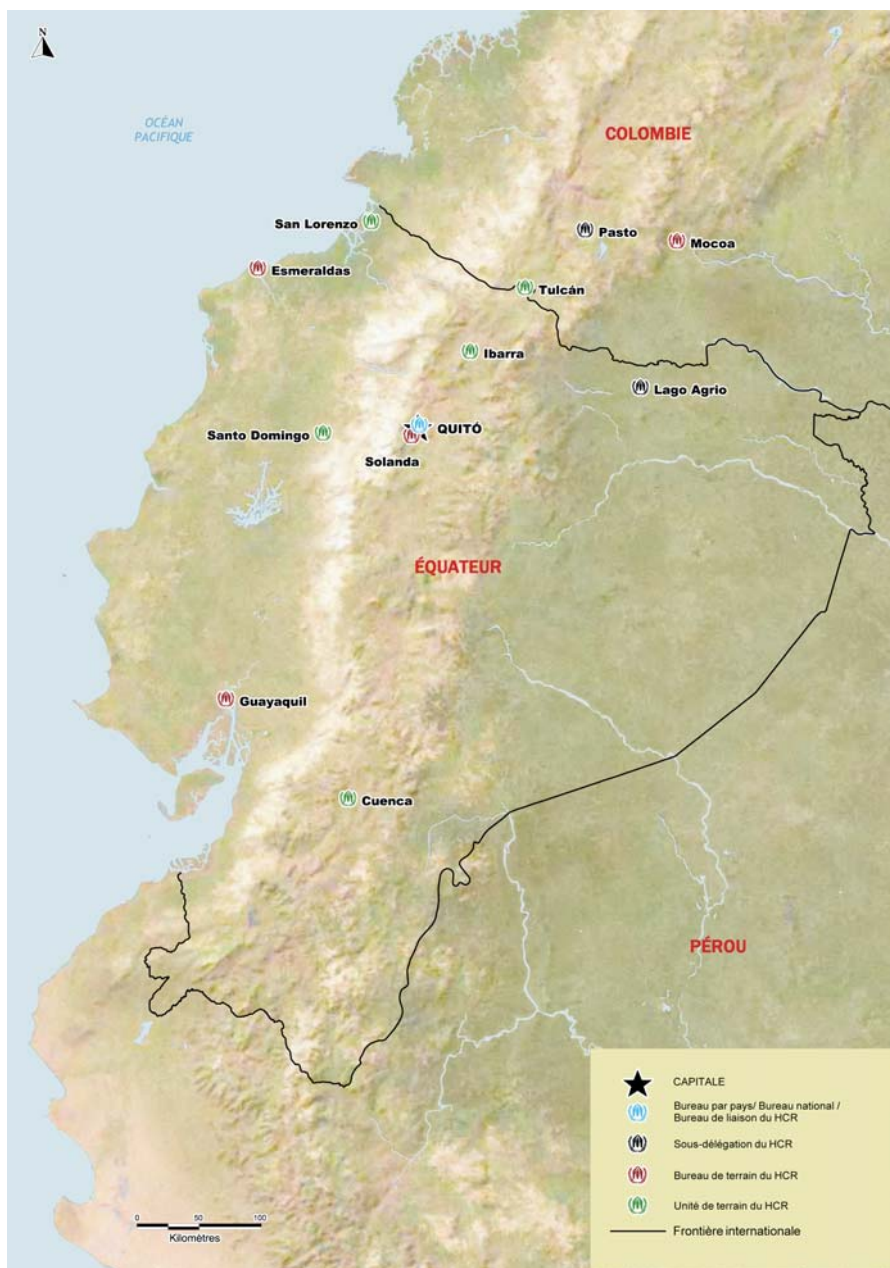 N
OCÉAN
PACIFIQUE
COLOMBIE
San Lorenzo
Pasto
Mocoa
Esmeraldas
Tulcán
Ibarra
Lago Agrio
Santo Domingo
QUITÓ
Solanda
ÉQUATEUR
Guayaquil
Cuenca
PÉROU
CAPITALE
Bureau par pays/ Bureau national /
Bureau de liaison du HCR
Sous-délégation du HCR
Bureau de terrain du HCR
Unité de terrain du HCR
Frontière internationale
0 50 100
Kilomètres